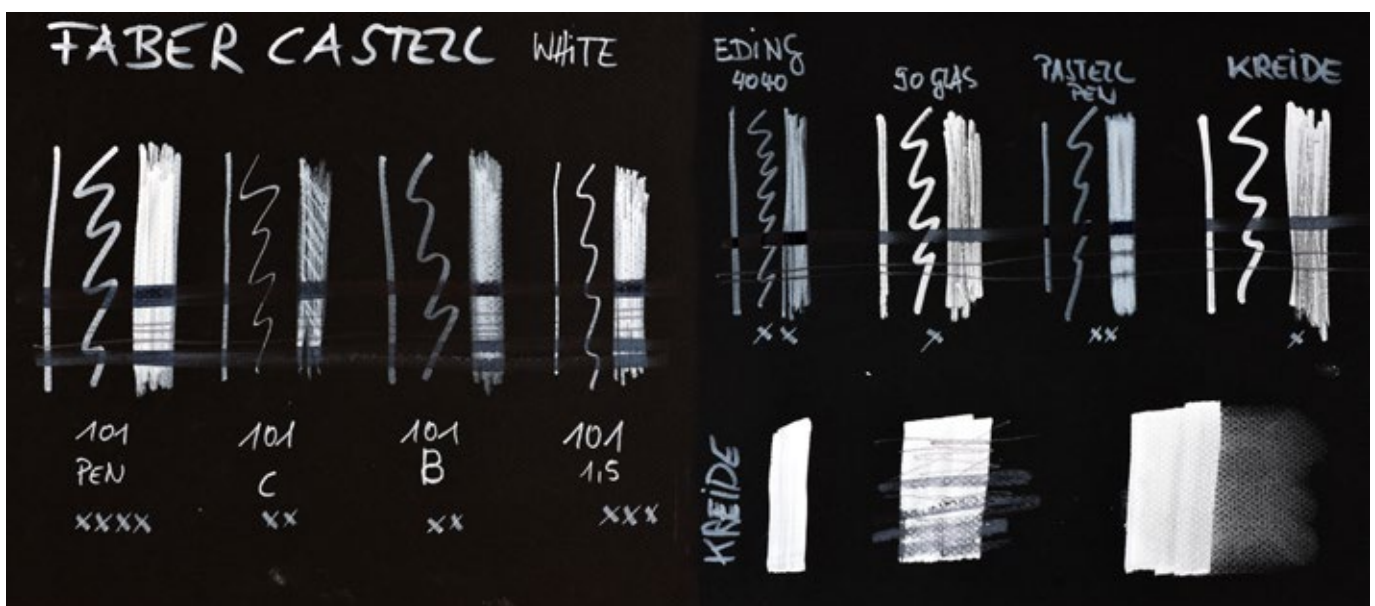 FABER CASTELL WHITE
101
PEN
xxxx
101
C
xx
101
B
xx
101
1,5
xxx
EDING
4040
xx
90 GLAS
x
PASTELL
PEN
xx
KREIDE
x
KREIDE